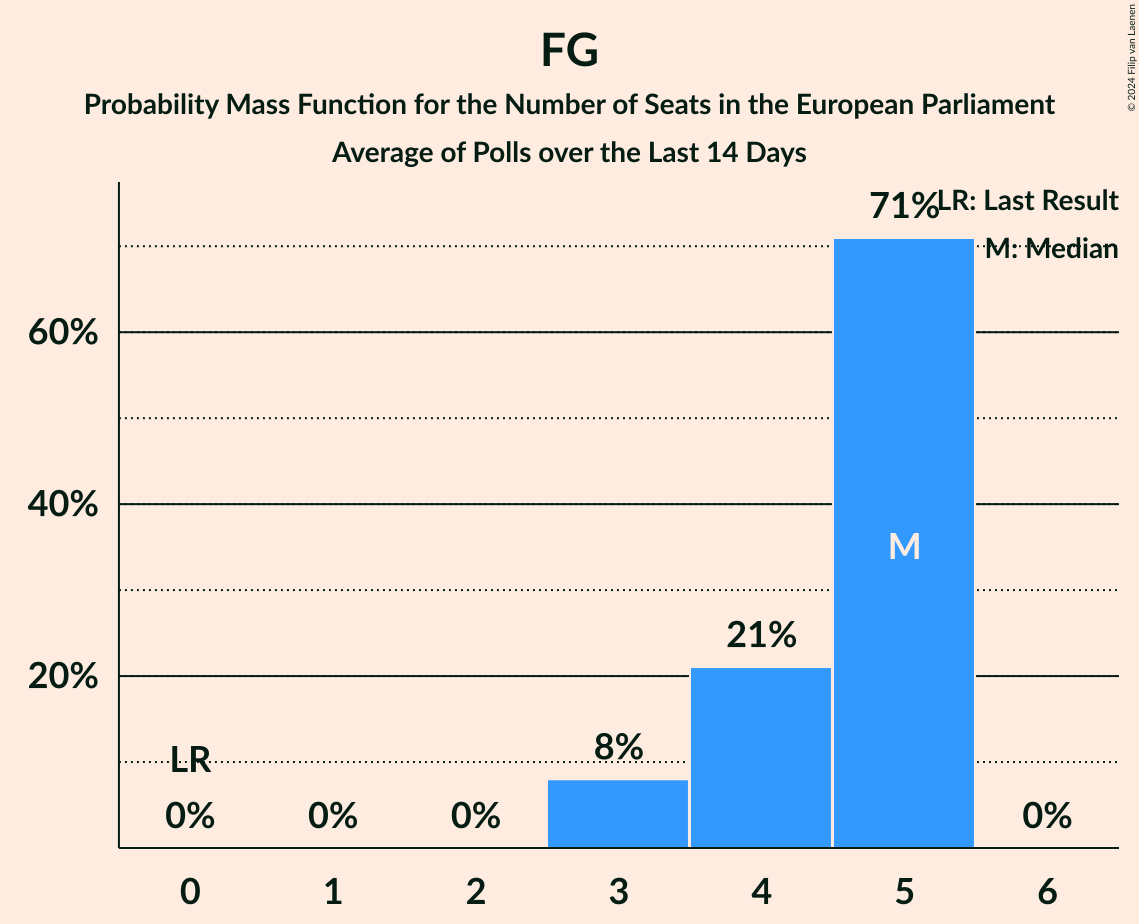 FG
Probability Mass Function for the Number of Seats in the European Parliament
Average of Polls over the Last 14 Days
© 2024 Filip van Laenen
LR: Last Result
M: Median
71%
60%
40%
M
21%
20%
8%
LR
0%
0%
0%
0%
0
1
2
3
4
5
6